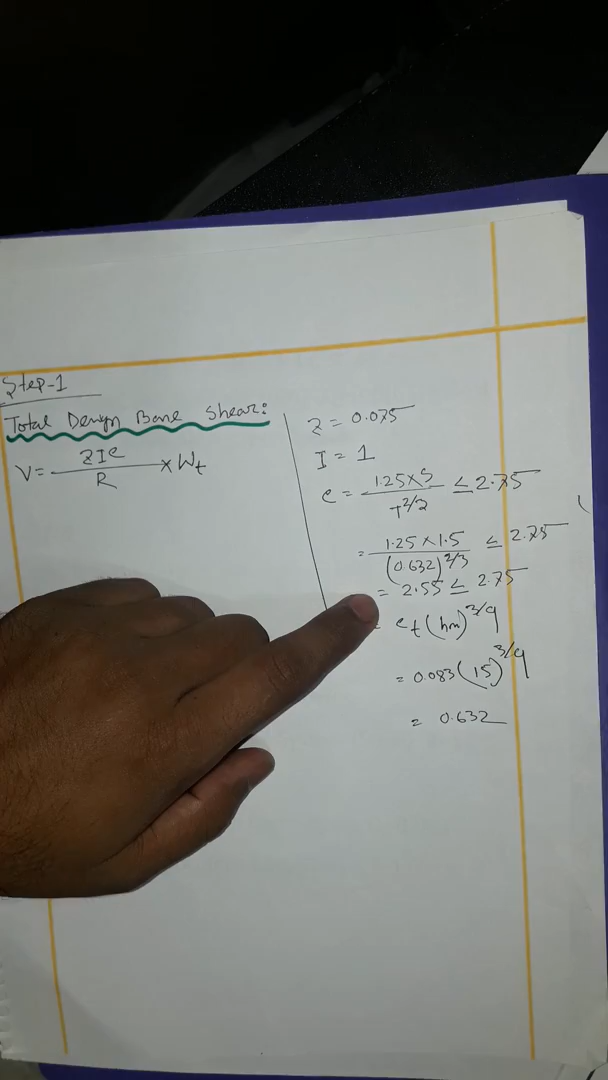 Step-1
Total Design Base Shear:
V = ZIC / R × Wt
Z = 0.075
I = 1
C = 1.25×S / T^2/3 ≤ 2.75
= 1.25×1.5 / (0.632)^2/3 ≤ 2.75
= 2.55 ≤ 2.75
= Ct (hn)^3/4
= 0.083 (15)^3/4
= 0.632